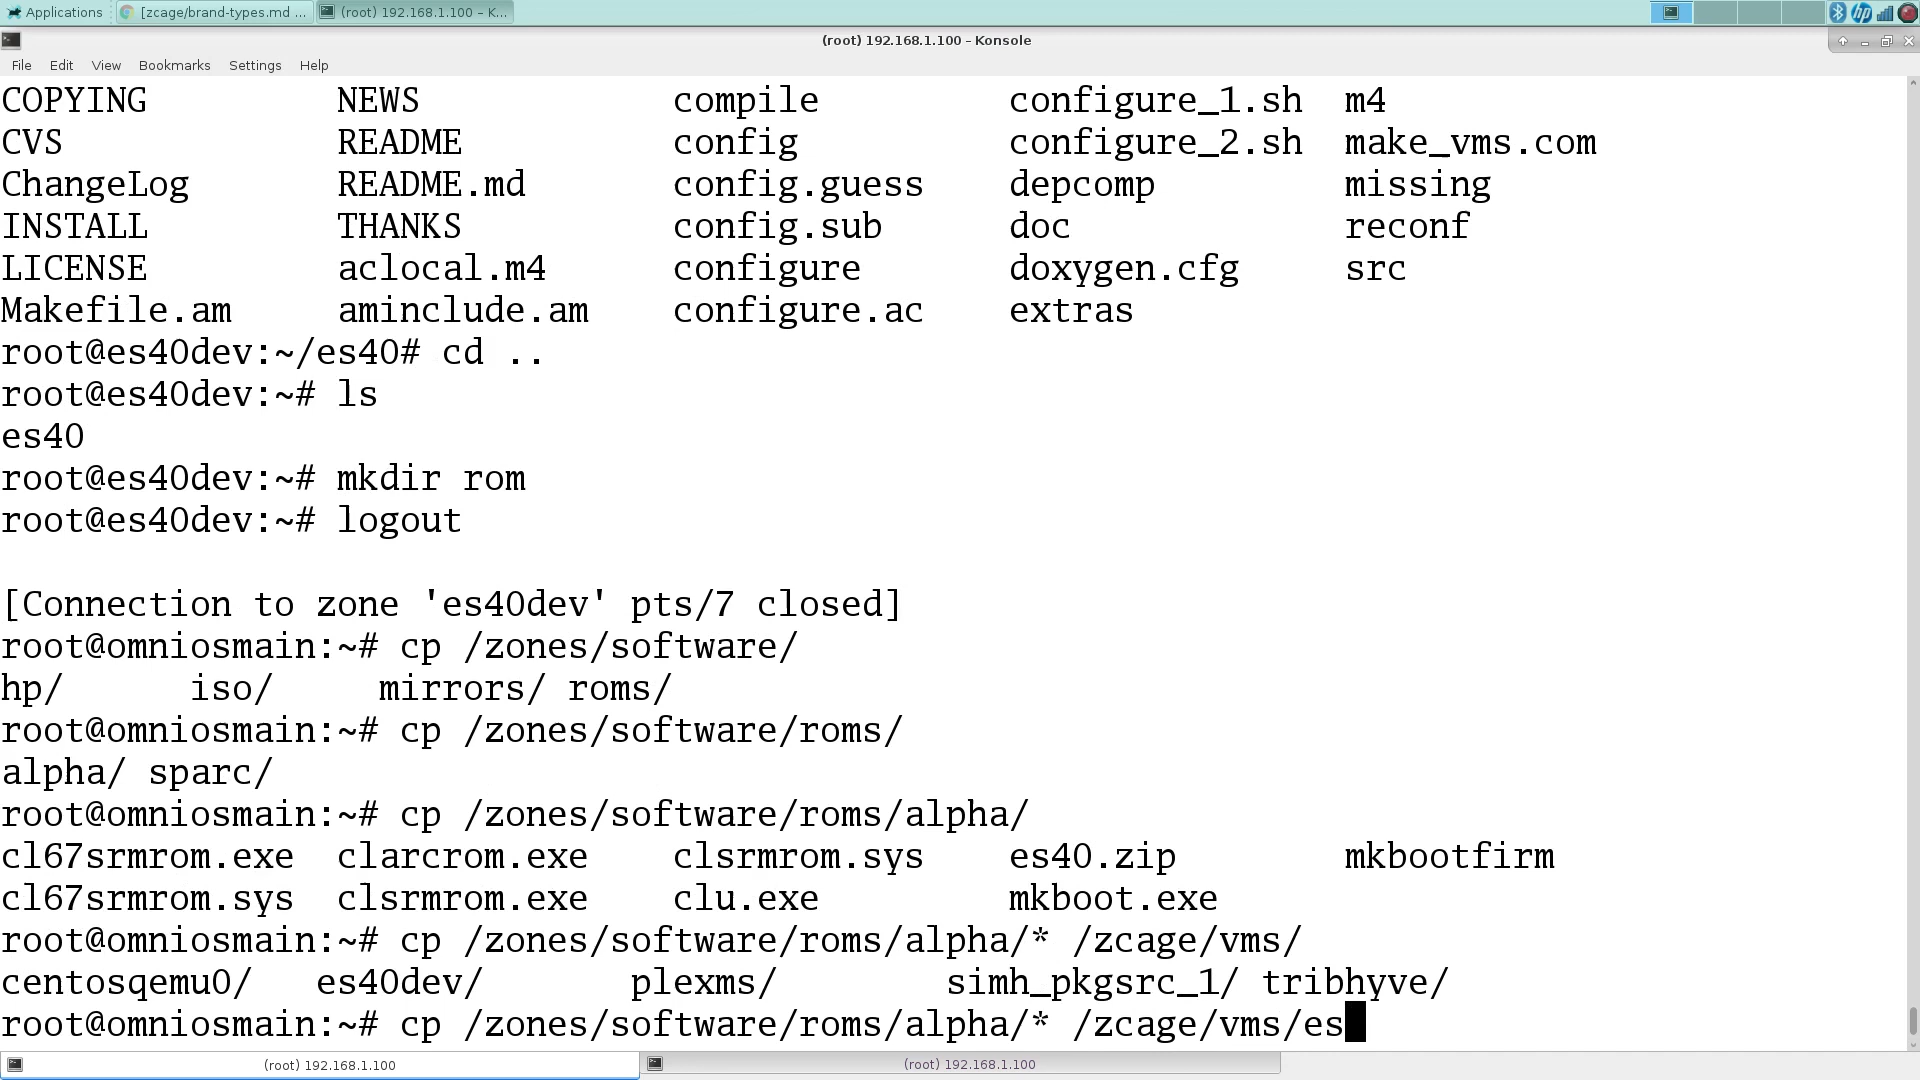 Applications [zcage/brand-types.md ... (root) 192.168.1.100 – K...
(root) 192.168.1.100 – Konsole
File Edit View Bookmarks Settings Help
COPYING NEWS compile configure_1.sh m4
CVS README config configure_2.sh make_vms.com
ChangeLog README.md config.guess depcomp missing
INSTALL THANKS config.sub doc reconf
LICENSE aclocal.m4 configure doxygen.cfg src
Makefile.am aminclude.am configure.ac extras
root@es40dev:~/es40# cd ..
root@es40dev:~# ls
es40
root@es40dev:~# mkdir rom
root@es40dev:~# logout
[Connection to zone 'es40dev' pts/7 closed]
root@omniosmain:~# cp /zones/software/
hp/ iso/ mirrors/ roms/
root@omniosmain:~# cp /zones/software/roms/
alpha/ sparc/
root@omniosmain:~# cp /zones/software/roms/alpha/
cl67srmrom.exe clarcrom.exe clsrmrom.sys es40.zip mkbootfirm
cl67srmrom.sys clsrmrom.exe clu.exe mkboot.exe
root@omniosmain:~# cp /zones/software/roms/alpha/* /zcage/vms/
centosqemu0/ es40dev/ plexms/ simh_pkgsrc_1/ tribhyve/
root@omniosmain:~# cp /zones/software/roms/alpha/* /zcage/vms/es
(root) 192.168.1.100 (root) 192.168.1.100